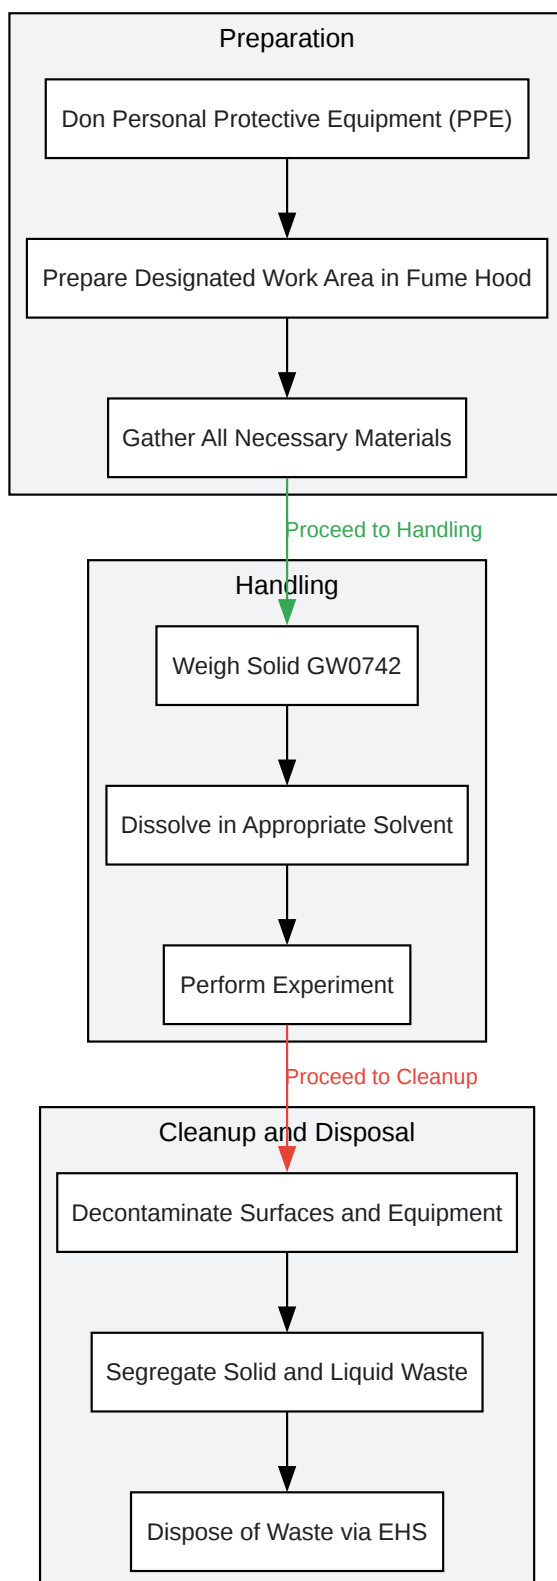 Preparation
Don Personal Protective Equipment (PPE)
Prepare Designated Work Area in Fume Hood
Gather All Necessary Materials
Proceed to Handling
Handling
Weigh Solid GW0742
Dissolve in Appropriate Solvent
Perform Experiment
Proceed to Cleanup
Cleanup and Disposal
Decontaminate Surfaces and Equipment
Segregate Solid and Liquid Waste
Dispose of Waste via EHS